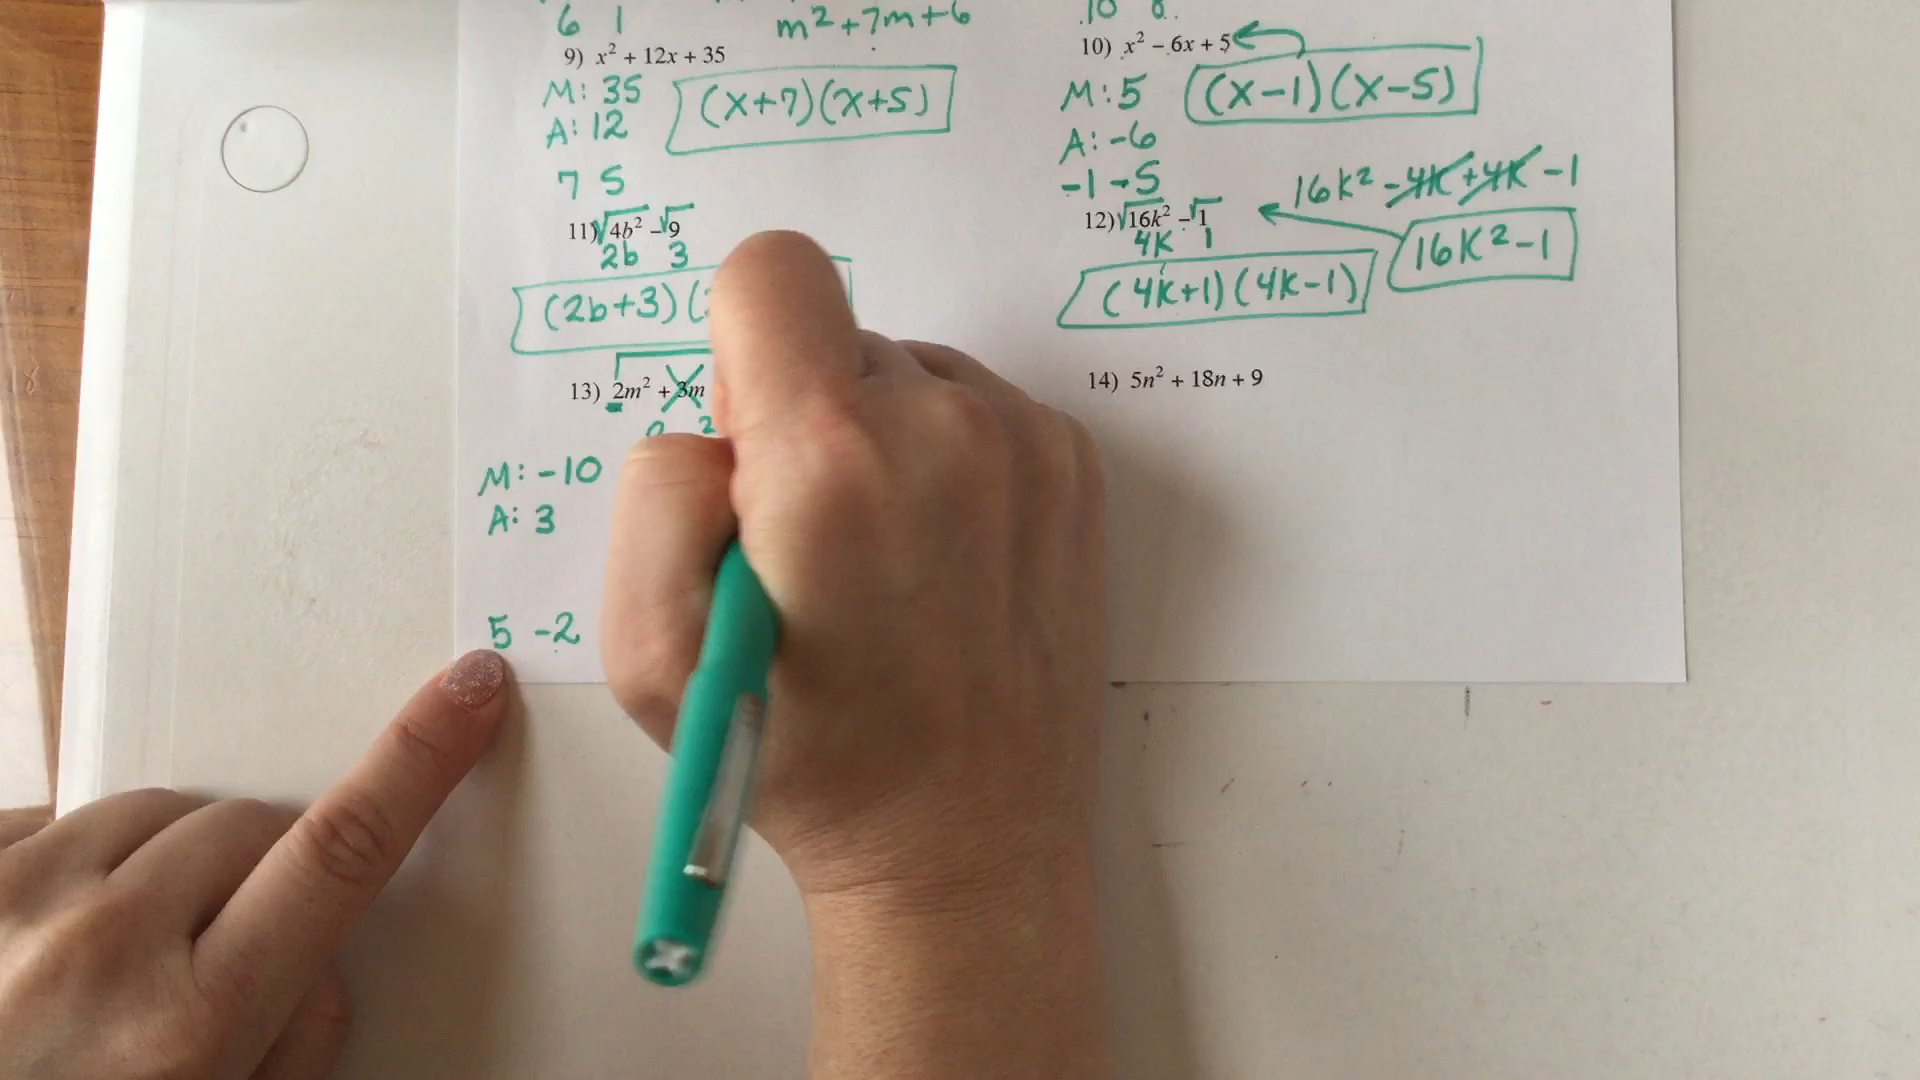 6 1
m² + 7m + 6
9) x² + 12x + 35
M: 35
A: 12
(x+7)(x+5)
7 5
11) √4b² - √9
2b 3
(2b+3)(
13) 2m² + 3m
2
M: -10
A: 3
5 -2
10 8
10) x² - 6x + 5
M: 5
(x-1)(x-5)
A: -6
-1 -5
16k² - 4k + 4k - 1
12) √16k² - √1
4k 1
16k² - 1
(4k+1)(4k-1)
14) 5n² + 18n + 9